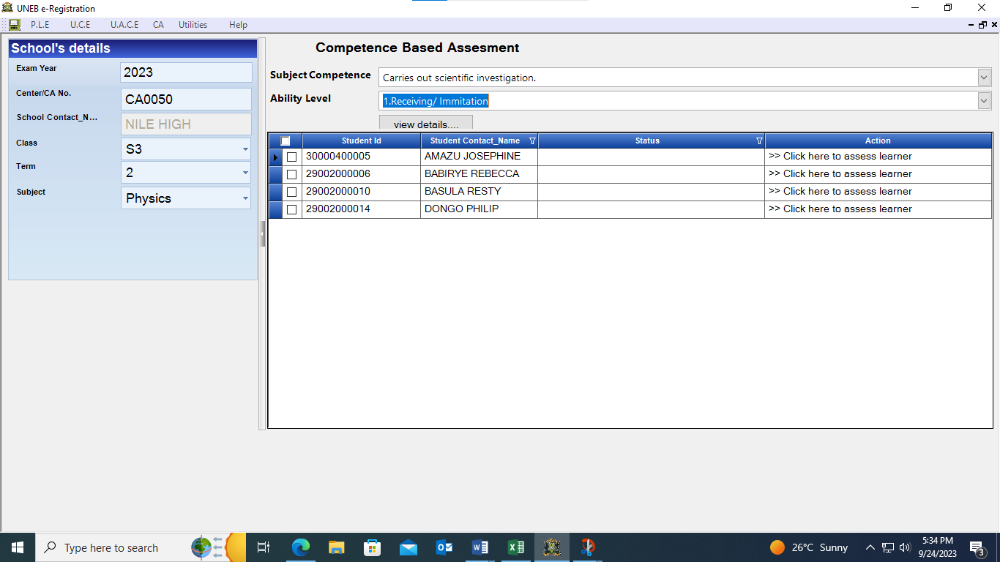 UNEB e-Registration
P.L.E U.C.E U.A.C.E CA Utilities Help
School's details
Exam Year 2023
Center/CA No. CA0050
School Contact_N... NILE HIGH
Class S3
Term 2
Subject Physics
Competence Based Assesment
Subject Competence Carries out scientific investigation.
Ability Level 1.Receiving/ Immitation
view details....
Student Id Student Contact_Name Status Action
30000400005 AMAZU JOSEPHINE >> Click here to assess learner
29002000006 BABIRYE REBECCA >> Click here to assess learner
29002000010 BASULA RESTY >> Click here to assess learner
29002000014 DONGO PHILIP >> Click here to assess learner
Type here to search
26°C Sunny
5:34 PM
9/24/2023
3